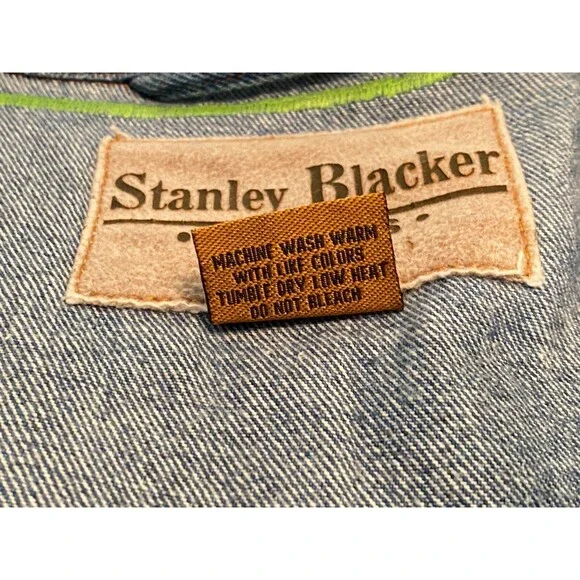 Stanley Blacker
MACHINE WASH WARM
WITH LIKE COLORS
TUMBLE DRY LOW HEAT
DO NOT BLEACH